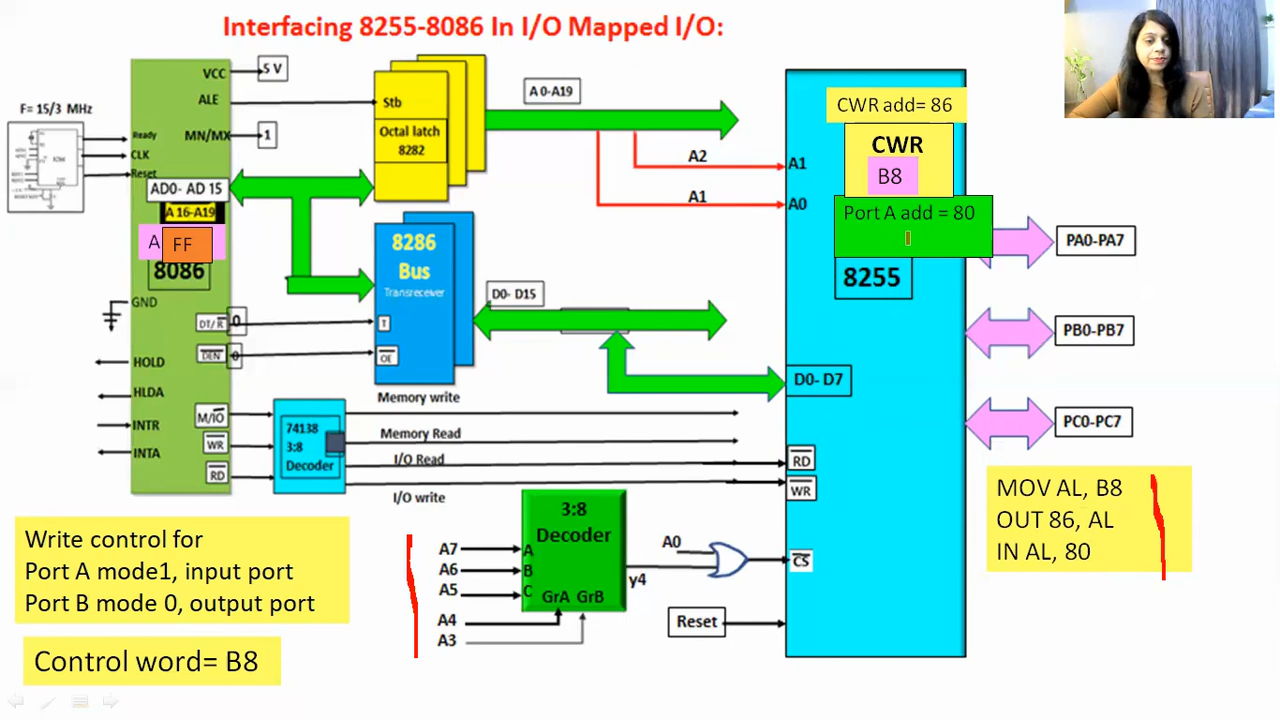 Interfacing 8255-8086 In I/O Mapped I/O:
F= 15/3 MHz
VCC
5 V
ALE
MN/MX
1
Ready
CLK
Reset
AD0- AD 15
A 16-A19
A
FF
8086
GND
DT/R
0
DEN
0
HOLD
HLDA
INTR
INTA
M/IO
WR
RD
Stb
Octal latch
8282
A 0-A19
8286
Bus
Transreceiver
T
OE
D0- D15
74138
3:8
Decoder
Memory write
Memory Read
I/O Read
I/O write
A2
A1
A1
A0
CWR add= 86
CWR
B8
Port A add = 80
8255
D0- D7
RD
WR
CS
PA0-PA7
PB0-PB7
PC0-PC7
3:8
Decoder
A7
A6
A5
A4
A3
A
B
C
GrA GrB
y4
A0
Reset
MOV AL, B8
OUT 86, AL
IN AL, 80
Write control for
Port A mode1, input port
Port B mode 0, output port
Control word= B8